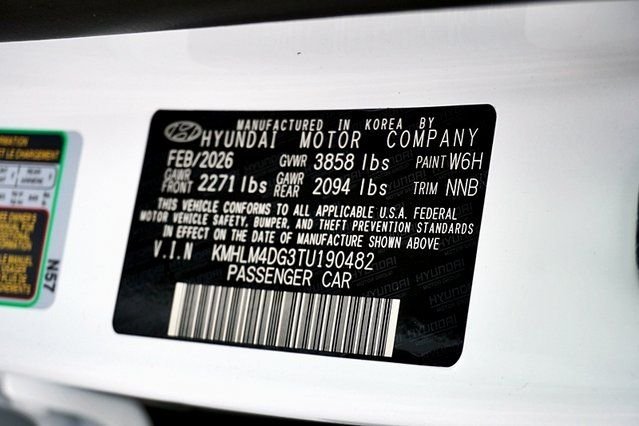 MANUFACTURED IN KOREA BY
HYUNDAI MOTOR COMPANY
FEB/2026 GVWR 3858 lbs PAINT W6H
GAWR FRONT 2271 lbs GAWR REAR 2094 lbs TRIM NNB
THIS VEHICLE CONFORMS TO ALL APPLICABLE U.S.A. FEDERAL
MOTOR VEHICLE SAFETY, BUMPER, AND THEFT PREVENTION STANDARDS
IN EFFECT ON THE DATE OF MANUFACTURE SHOWN ABOVE
V.I.N KMHLM4DG3TU190482
PASSENGER CAR
N57